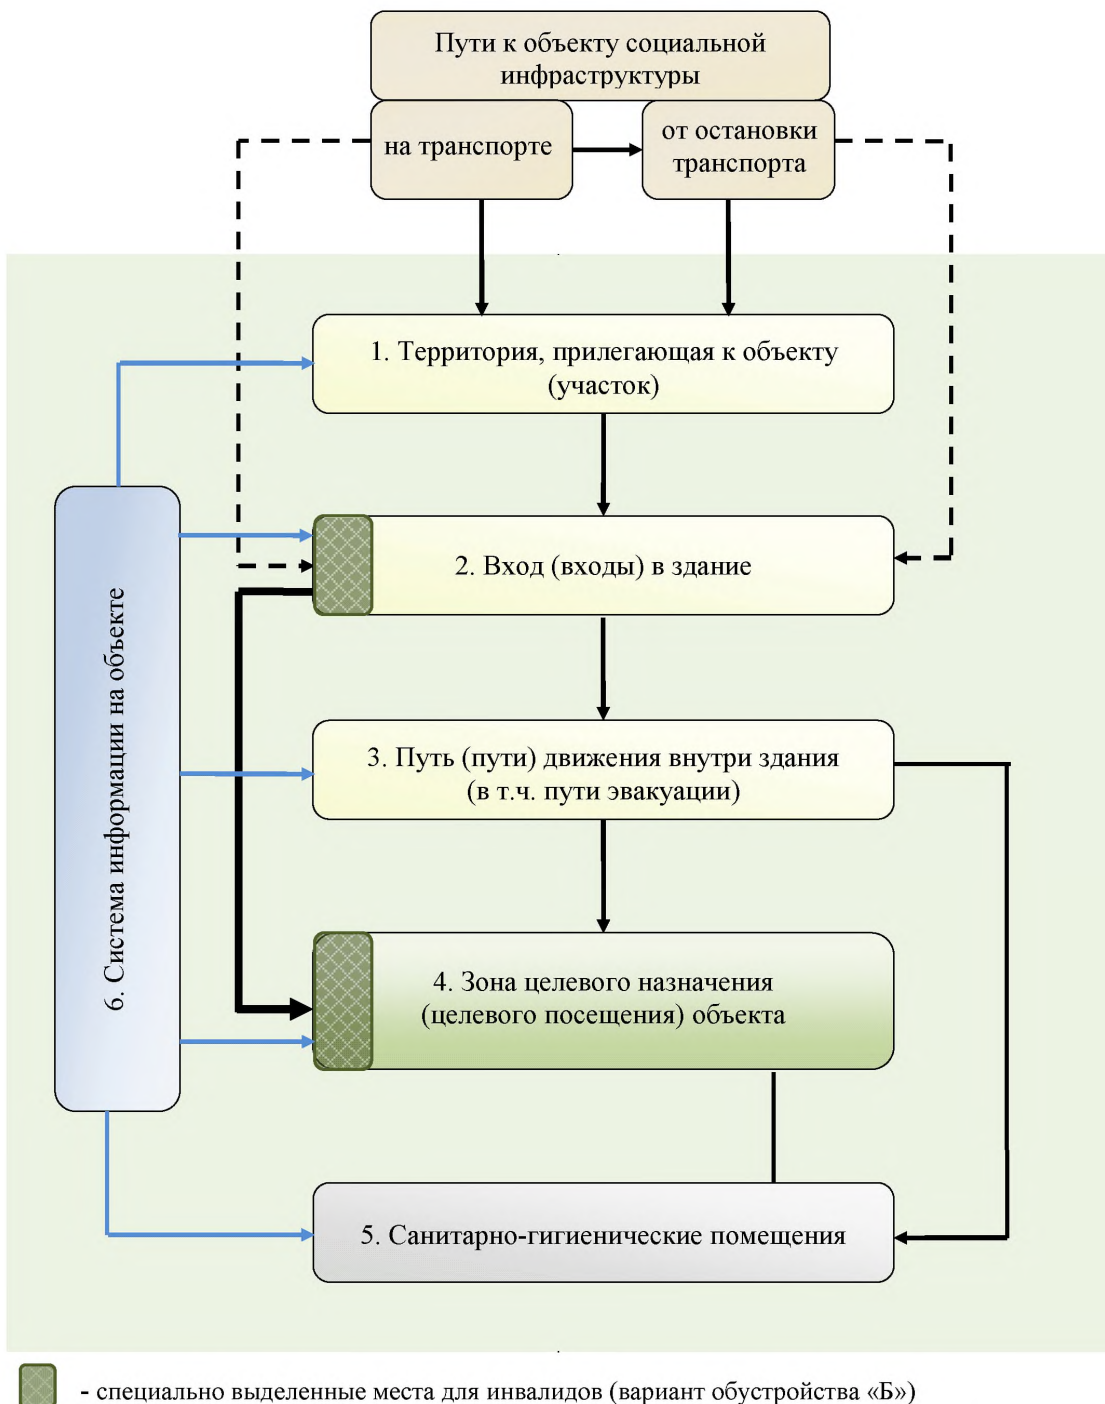 Пути к объекту социальной
инфраструктуры
на транспорте
от остановки
транспорта
1. Территория, прилегающая к объекту
(участок)
2. Вход (входы) в здание
3. Путь (пути) движения внутри здания
(в т.ч. пути эвакуации)
4. Зона целевого назначения
(целевого посещения) объекта
5. Санитарно-гигиенические помещения
6. Система информации на объекте
- специально выделенные места для инвалидов (вариант обустройства «Б»)